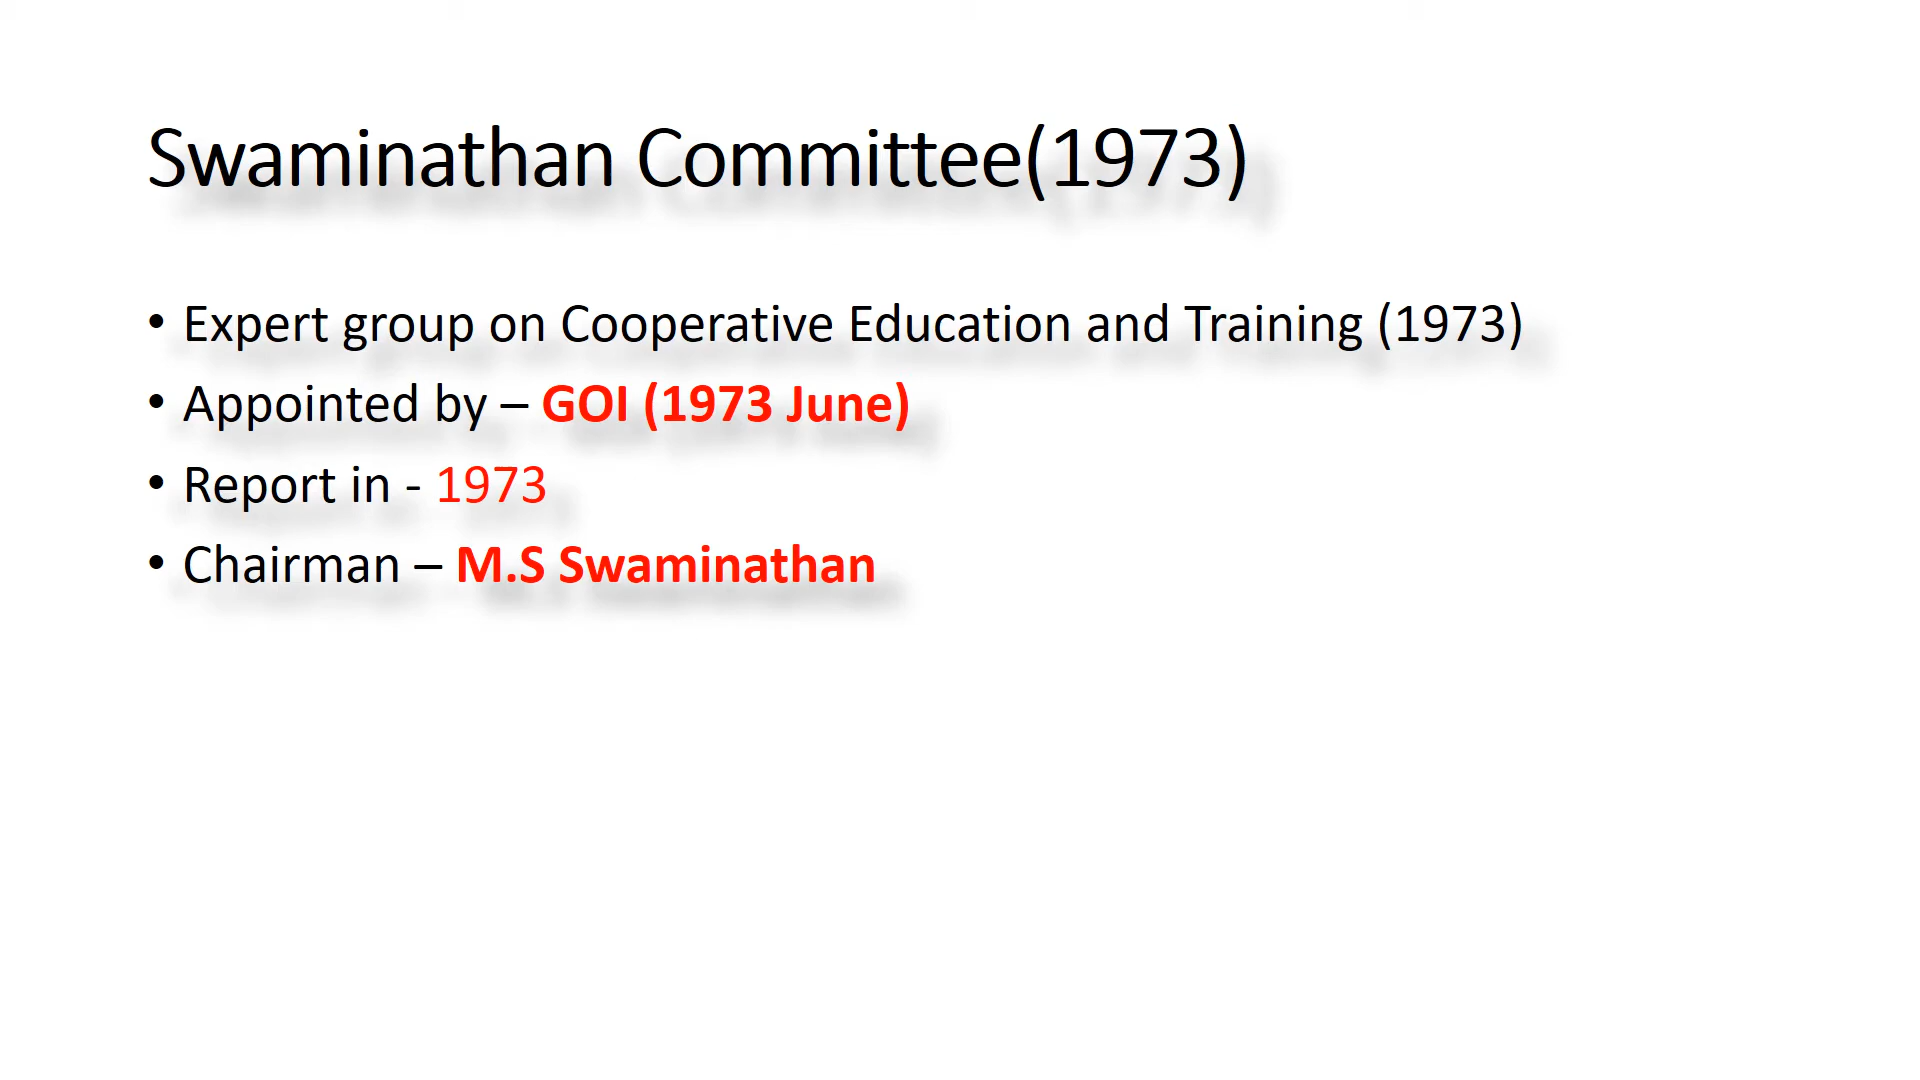 Swaminathan Committee(1973)
• Expert group on Cooperative Education and Training (1973)
• Appointed by – GOI (1973 June)
• Report in - 1973
• Chairman – M.S Swaminathan